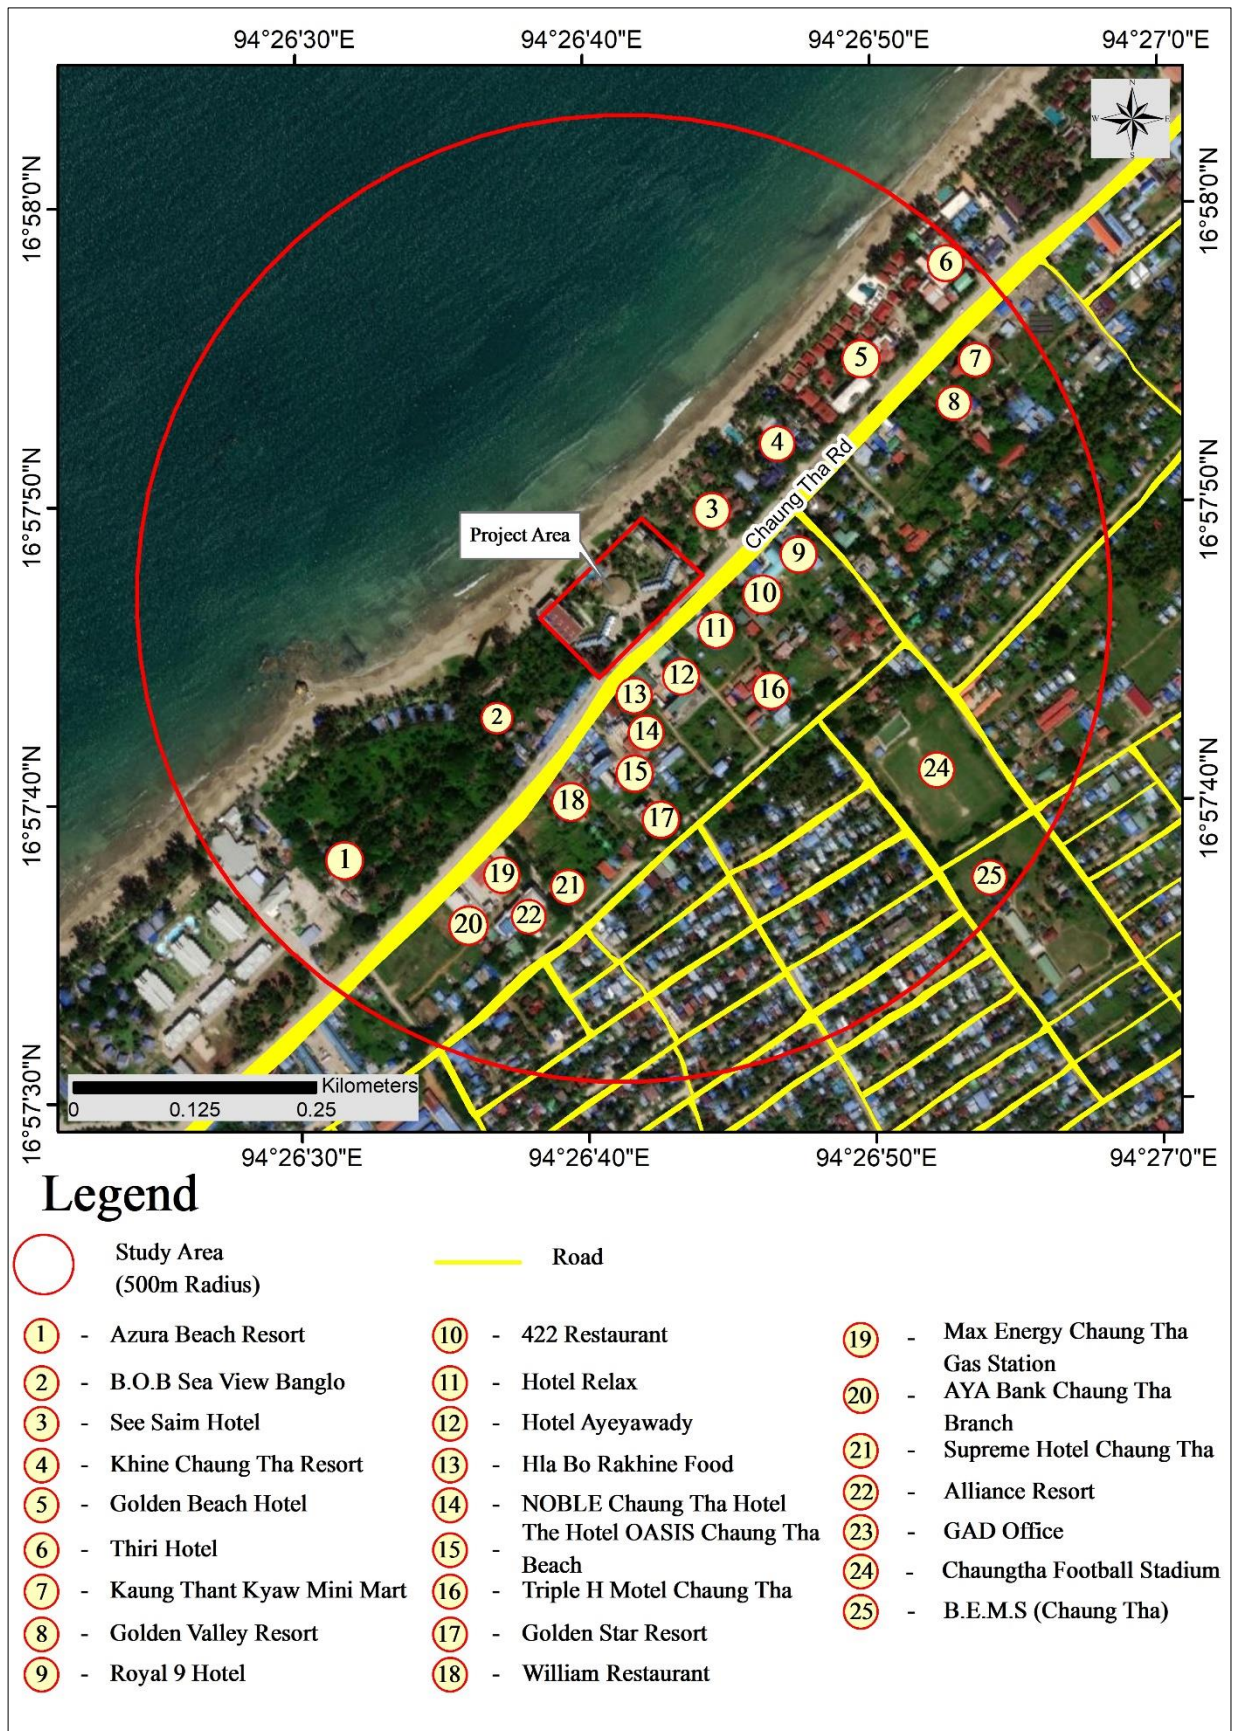 94°26'30"E 94°26'40"E 94°26'50"E 94°27'0"E
N
W E
S
16°58'0"N 16°58'0"N
6
5 7
8
4
Chaung Tha Rd
16°57'50"N 16°57'50"N
3
Project Area
9
10
11
12 16
13
2
14
15 24
16°57'40"N 16°57'40"N
18
17
1
19 21 25
20 22
Kilometers
0 0.125 0.25
16°57'30"N
94°26'30"E 94°26'40"E 94°26'50"E 94°27'0"E
Legend
Study Area
(500m Radius)
Road
1 - Azura Beach Resort
2 - B.O.B Sea View Banglo
3 - See Saim Hotel
4 - Khine Chaung Tha Resort
5 - Golden Beach Hotel
6 - Thiri Hotel
7 - Kaung Thant Kyaw Mini Mart
8 - Golden Valley Resort
9 - Royal 9 Hotel
10 - 422 Restaurant
11 - Hotel Relax
12 - Hotel Ayeyawady
13 - Hla Bo Rakhine Food
14 - NOBLE Chaung Tha Hotel
The Hotel OASIS Chaung Tha
15 - Beach
16 - Triple H Motel Chaung Tha
17 - Golden Star Resort
18 - William Restaurant
19 - Max Energy Chaung Tha
Gas Station
20 - AYA Bank Chaung Tha
Branch
21 - Supreme Hotel Chaung Tha
22 - Alliance Resort
23 - GAD Office
24 - Chaungtha Football Stadium
25 - B.E.M.S (Chaung Tha)